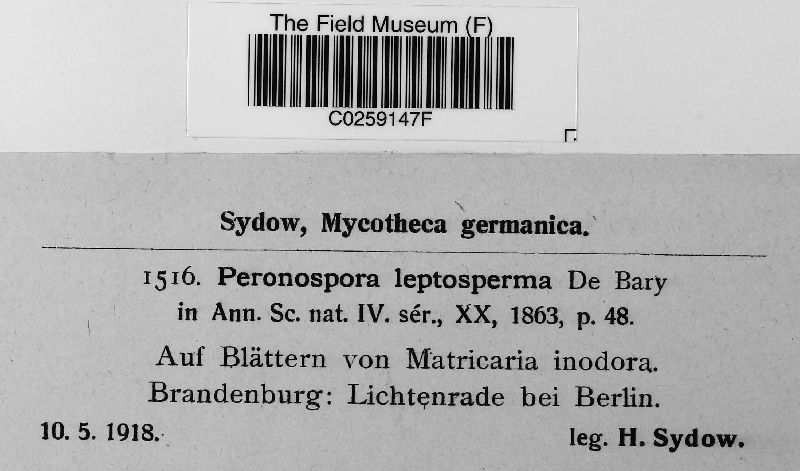 The Field Museum (F)
C0259147F
Sydow, Mycotheca germanica.
1516. Peronospora leptosperma De Bary
in Ann. Sc. nat. IV. sér., XX, 1863, p. 48.
Auf Blättern von Matricaria inodora.
Brandenburg: Lichtenrade bei Berlin.
10. 5. 1918. leg. H. Sydow.